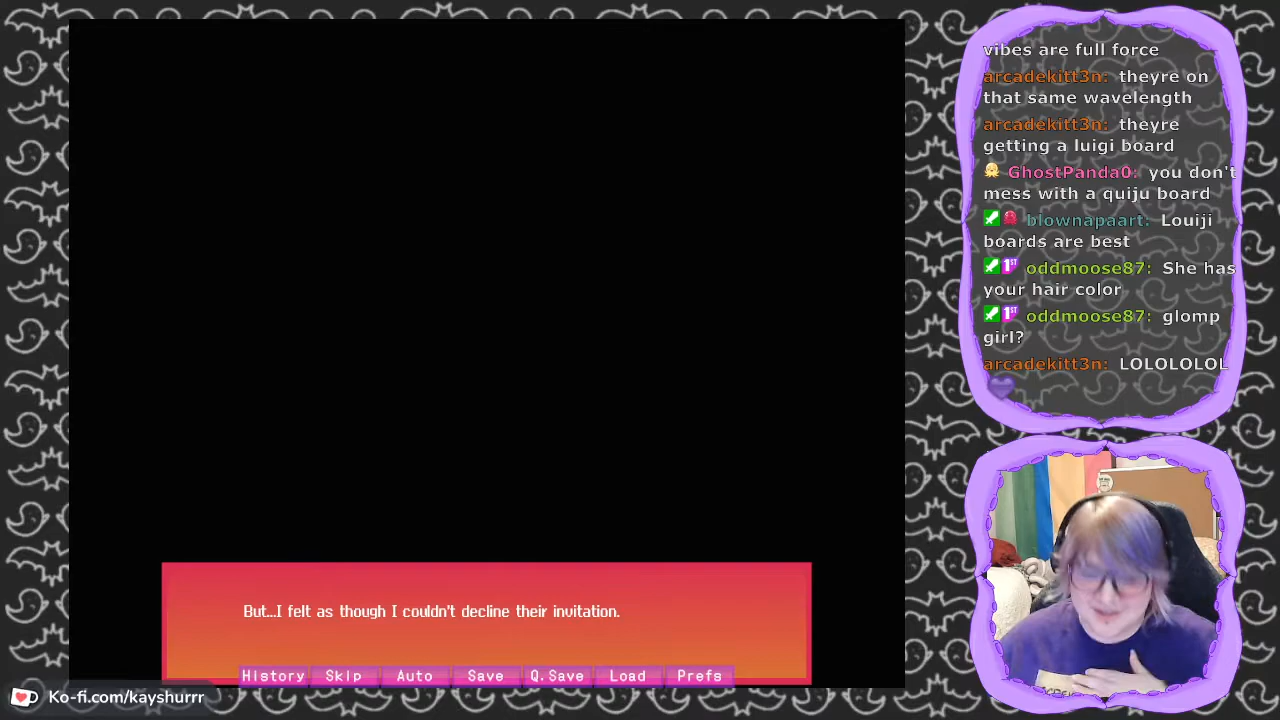 vibes are full force
arcadekitt3n: theyre on
that same wavelength
arcadekitt3n: theyre
getting a luigi board
GhostPanda0: you don't
mess with a quiju board
blownapaart: Louiji
boards are best
1ST oddmoose87: She has
your hair color
1ST oddmoose87: glomp
girl?
arcadekitt3n: LOLOLOLOL
But...I felt as though I couldn't decline their invitation.
History Skip Auto Save Q.Save Load Prefs
Ko-fi.com/kayshurrr